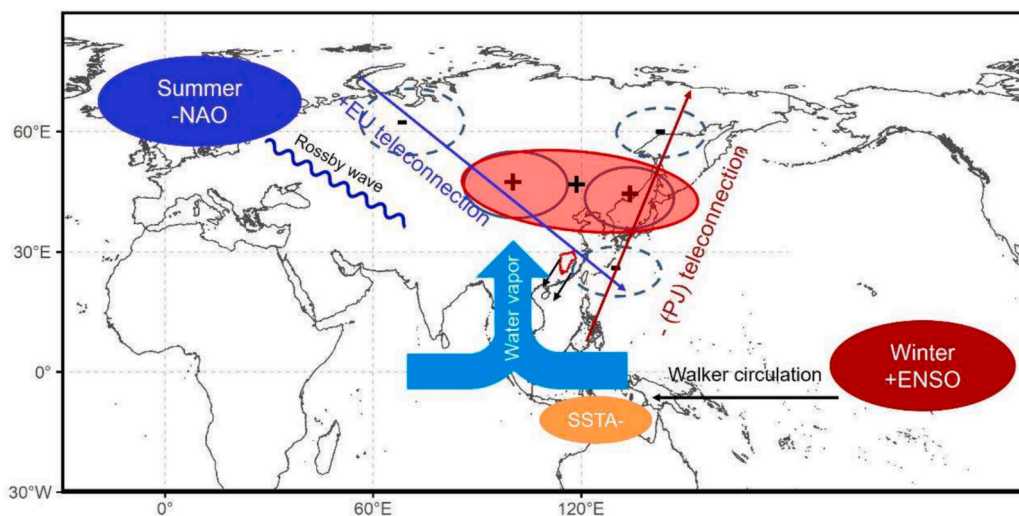 Summer
-NAO
Rossby wave
+EU teleconnection
- (PJ) teleconnection
Water vapor
Walker circulation
Winter
+ENSO
SSTA-
-
-
+
+
+
-
60°E
30°E
0°
30°W
0°
60°E
120°E